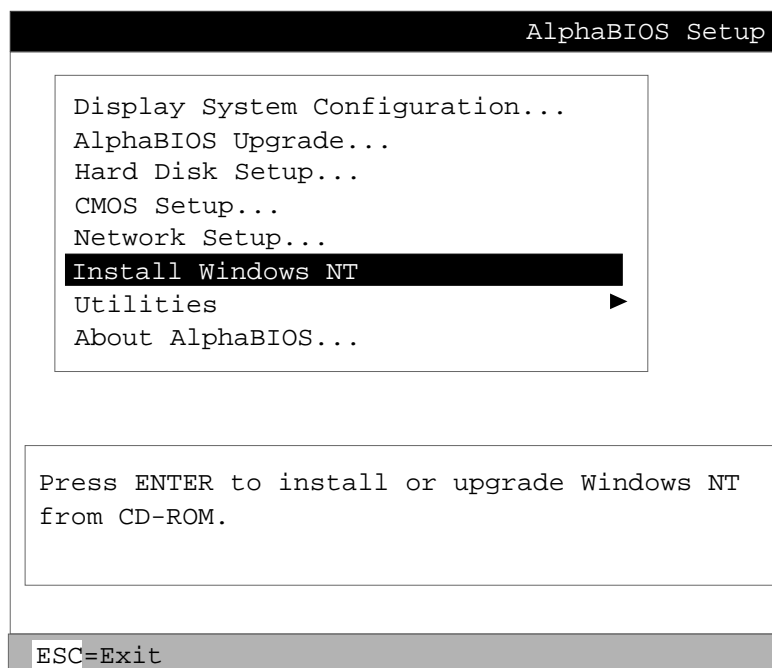 AlphaBIOS Setup
Display System Configuration...
AlphaBIOS Upgrade...
Hard Disk Setup...
CMOS Setup...
Network Setup...
Install Windows NT
Utilities
About AlphaBIOS...
Press ENTER to install or upgrade Windows NT
from CD-ROM.
ESC=Exit